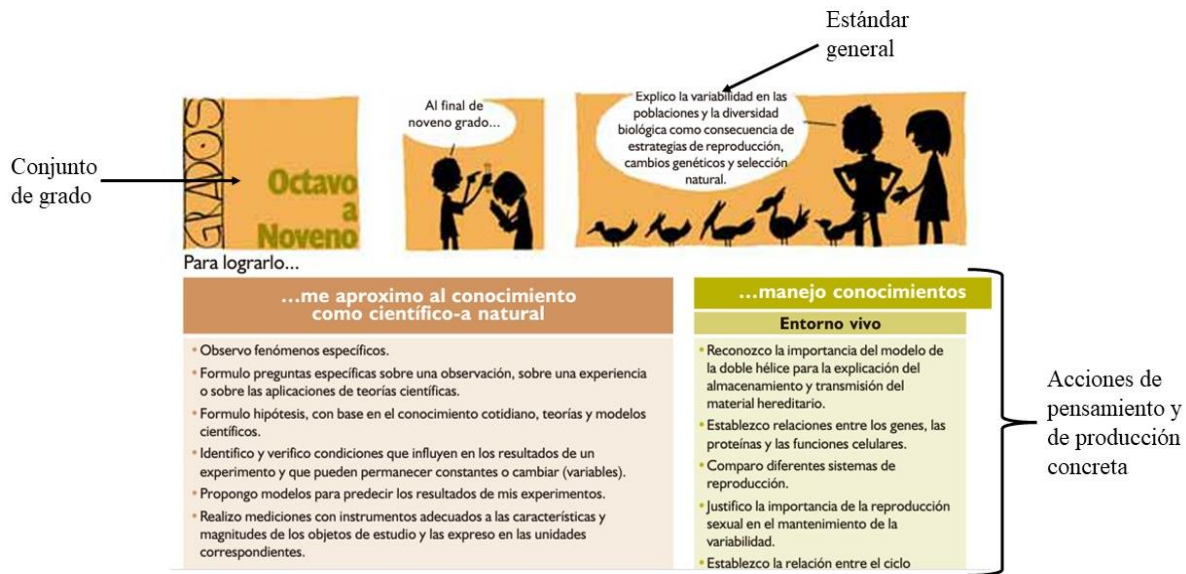 Estándar
general
Conjunto
de grado
GRADOS
Octavo
a
Noveno
Al final de
noveno grado...
Explico la variabilidad en las
poblaciones y la diversidad
biológica como consecuencia de
estrategias de reproducción,
cambios genéticos y selección
natural.
Para lograrlo...
...me aproximo al conocimiento
como científico-a natural
• Observo fenómenos específicos.
• Formulo preguntas específicas sobre una observación, sobre una experiencia
o sobre las aplicaciones de teorías científicas.
• Formulo hipótesis, con base en el conocimiento cotidiano, teorías y modelos
científicos.
• Identifico y verifico condiciones que influyen en los resultados de un
experimento y que pueden permanecer constantes o cambiar (variables).
• Propongo modelos para predecir los resultados de mis experimentos.
• Realizo mediciones con instrumentos adecuados a las características y
magnitudes de los objetos de estudio y las expreso en las unidades
correspondientes.
...manejo conocimientos
Entorno vivo
• Reconozco la importancia del modelo de
la doble hélice para la explicación del
almacenamiento y transmisión del
material hereditario.
• Establezco relaciones entre los genes, las
proteínas y las funciones celulares.
• Comparo diferentes sistemas de
reproducción.
• Justifico la importancia de la reproducción
sexual en el mantenimiento de la
variabilidad.
• Establezco la relación entre el ciclo
Acciones de
pensamiento y
de producción
concreta